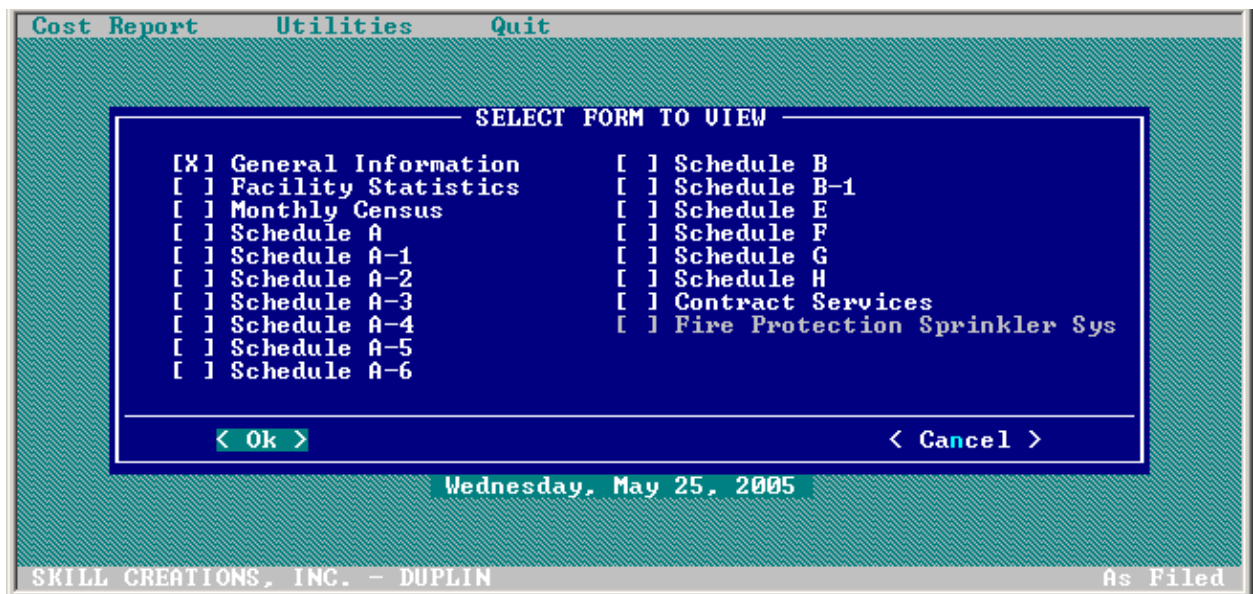 Cost Report Utilities Quit
SELECT FORM TO VIEW
[X] General Information
[ ] Facility Statistics
[ ] Monthly Census
[ ] Schedule A
[ ] Schedule A-1
[ ] Schedule A-2
[ ] Schedule A-3
[ ] Schedule A-4
[ ] Schedule A-5
[ ] Schedule A-6
[ ] Schedule B
[ ] Schedule B-1
[ ] Schedule E
[ ] Schedule F
[ ] Schedule G
[ ] Schedule H
[ ] Contract Services
[ ] Fire Protection Sprinkler Sys
< Ok > < Cancel >
Wednesday, May 25, 2005
SKILL CREATIONS, INC. - DUPLIN As Filed